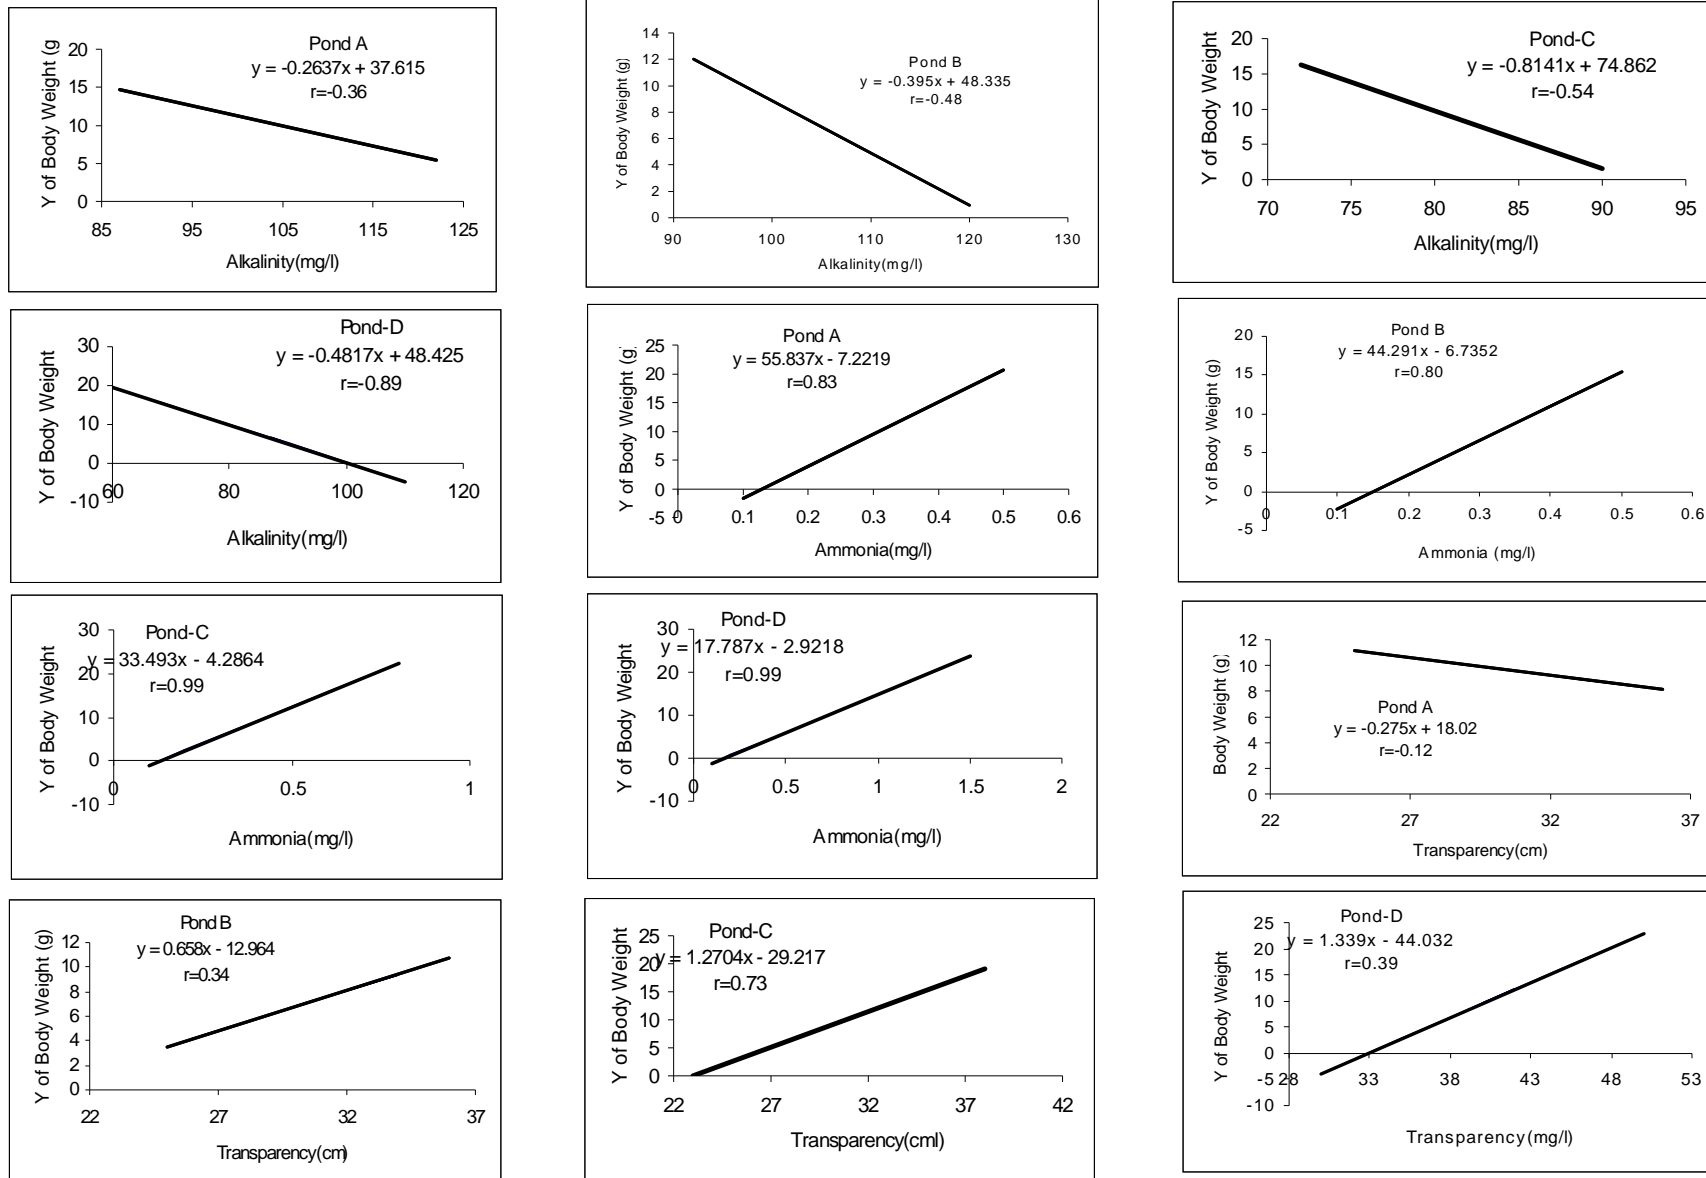 Pond A
y = -0.2637x + 37.615
r=-0.36
Y of Body Weight (g
20
15
10
5
0
85 95 105 115 125
Alkalinity(mg/l)
Pond B
y = -0.395x + 48.335
r=-0.48
Y of Body Weight (g)
14
12
10
8
6
4
2
0
90 100 110 120 130
Alkalinity(mg/l)
Pond-C
y = -0.8141x + 74.862
r=-0.54
Y of Body Weight
20
15
10
5
0
70 75 80 85 90 95
Alkalinity(mg/l)
Pond-D
y = -0.4817x + 48.425
r=-0.89
Y of Body Weight
30
20
10
0
-10
60 80 100 120
Alkalinity(mg/l)
Pond A
y = 55.837x - 7.2219
r=0.83
Y of Body Weight (g)
25
20
15
10
5
0
-5
0 0.1 0.2 0.3 0.4 0.5 0.6
Ammonia(mg/l)
Pond B
y = 44.291x - 6.7352
r=0.80
Y of Body Weight (g)
20
15
10
5
0
-5
0 0.1 0.2 0.3 0.4 0.5 0.6
Ammonia (mg/l)
Pond-C
y = 33.493x - 4.2864
r=0.99
Y of Body Weight
30
20
10
0
-10
0 0.5 1
Ammonia(mg/l)
Pond-D
y = 17.787x - 2.9218
r=0.99
Y of Body Weight
30
20
10
0
-10
0 0.5 1 1.5 2
Ammonia(mg/l)
Pond A
y = -0.275x + 18.02
r=-0.12
Body Weight (g)
12
10
8
6
4
2
0
22 27 32 37
Transparency(cm)
Pond B
y = 0.658x - 12.964
r=0.34
Y of Body Weight (g)
12
10
8
6
4
2
0
22 27 32 37
Transparency(cm)
Pond-C
y = 1.2704x - 29.217
r=0.73
Y of Body Weight
25
20
15
10
5
0
22 27 32 37 42
Transparency(cml)
Pond-D
y = 1.339x - 44.032
r=0.39
Y of Body Weight
25
20
15
10
5
0
-5
-10
28 33 38 43 48 53
Transparency(mg/l)